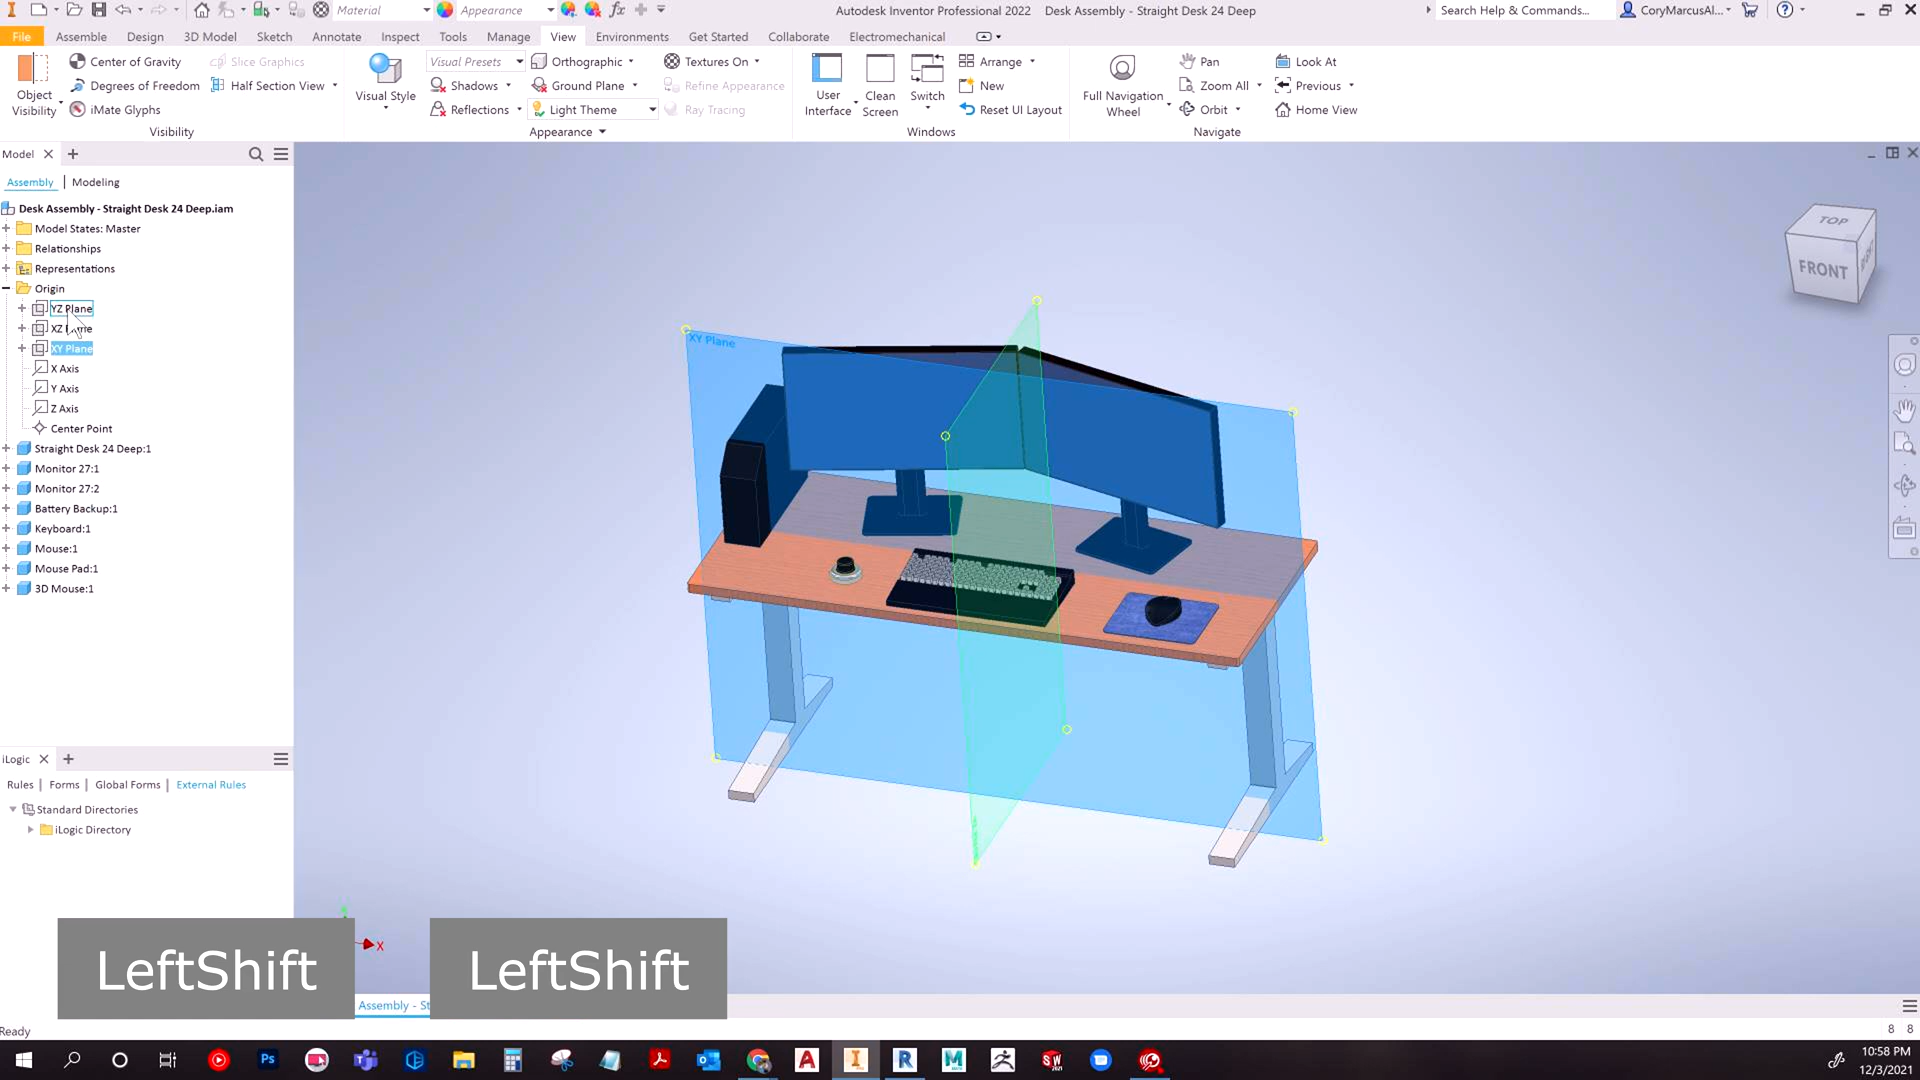 Material
Appearance
Autodesk Inventor Professional 2022 Desk Assembly - Straight Desk 24 Deep
Search Help & Commands...
CoryMarcusAl...
File Assemble Design 3D Model Sketch Annotate Inspect Tools Manage View Environments Get Started Collaborate Electromechanical
Object Visibility
Center of Gravity
Degrees of Freedom
iMate Glyphs
Slice Graphics
Half Section View
Visibility
Visual Style
Visual Presets
Shadows
Reflections
Orthographic
Ground Plane
Light Theme
Textures On
Refine Appearance
Ray Tracing
Appearance
User Interface
Clean Screen
Switch
Arrange
New
Reset UI Layout
Windows
Full Navigation Wheel
Pan
Zoom All
Orbit
Look At
Previous
Home View
Navigate
Model
Assembly | Modeling
Desk Assembly - Straight Desk 24 Deep.iam
Model States: Master
Relationships
Representations
Origin
YZ Plane
XZ Plane
XY Plane
X Axis
Y Axis
Z Axis
Center Point
Straight Desk 24 Deep:1
Monitor 27:1
Monitor 27:2
Battery Backup:1
Keyboard:1
Mouse:1
Mouse Pad:1
3D Mouse:1
XY Plane
TOP
FRONT
iLogic
Rules | Forms | Global Forms | External Rules
Standard Directories
iLogic Directory
X
LeftShift
LeftShift
Assembly - St
Ready
8 8
10:58 PM
12/3/2021